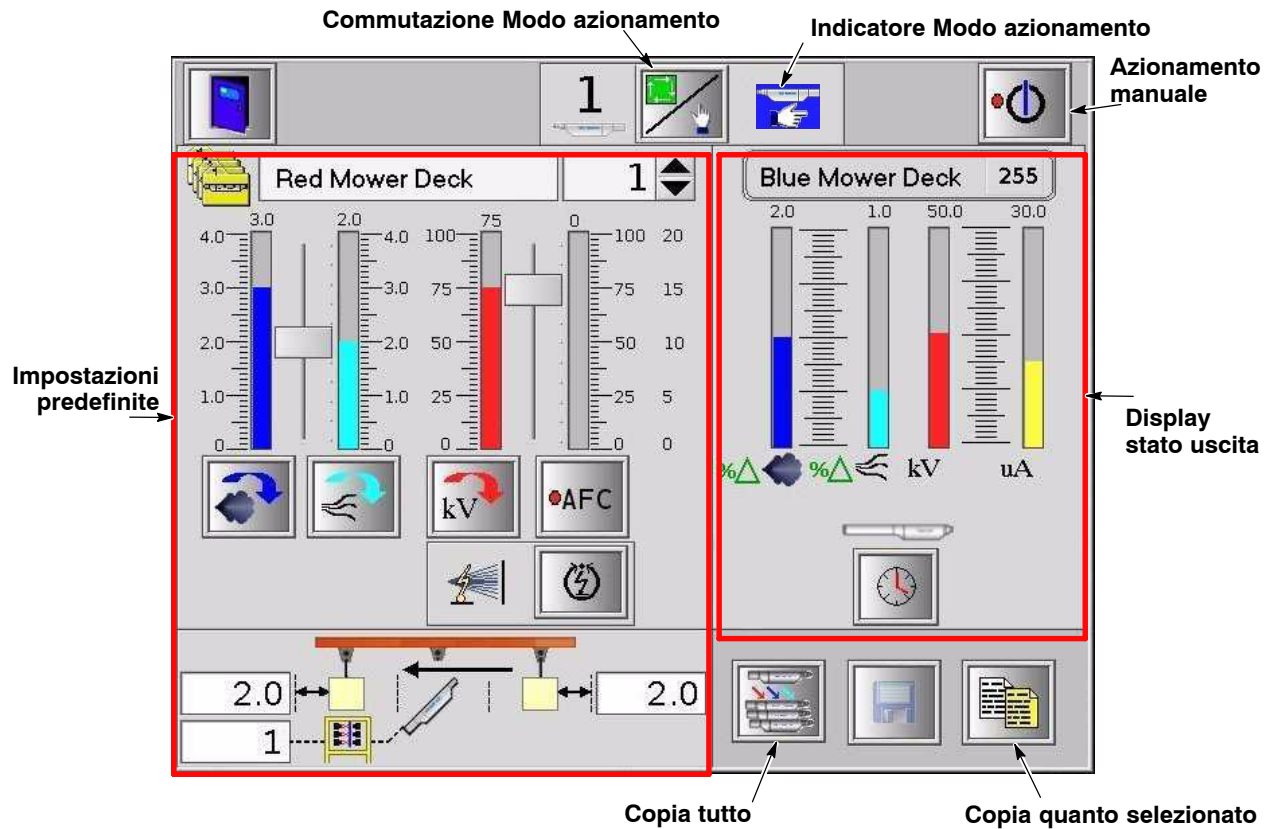 Commutazione Modo azionamento
Indicatore Modo azionamento
Azionamento
manuale
1
Red Mower Deck 1
Blue Mower Deck 255
3.0 2.0 75 0
2.0 1.0 50.0 30.0
4.0 4.0 100 100 20
3.0 3.0 75 75 15
2.0 2.0 50 50 10
1.0 1.0 25 25 5
0 0 0 0 0
Impostazioni
predefinite
Display
stato uscita
%△ %△ kV uA
kV AFC
2.0 2.0
1
Copia tutto
Copia quanto selezionato